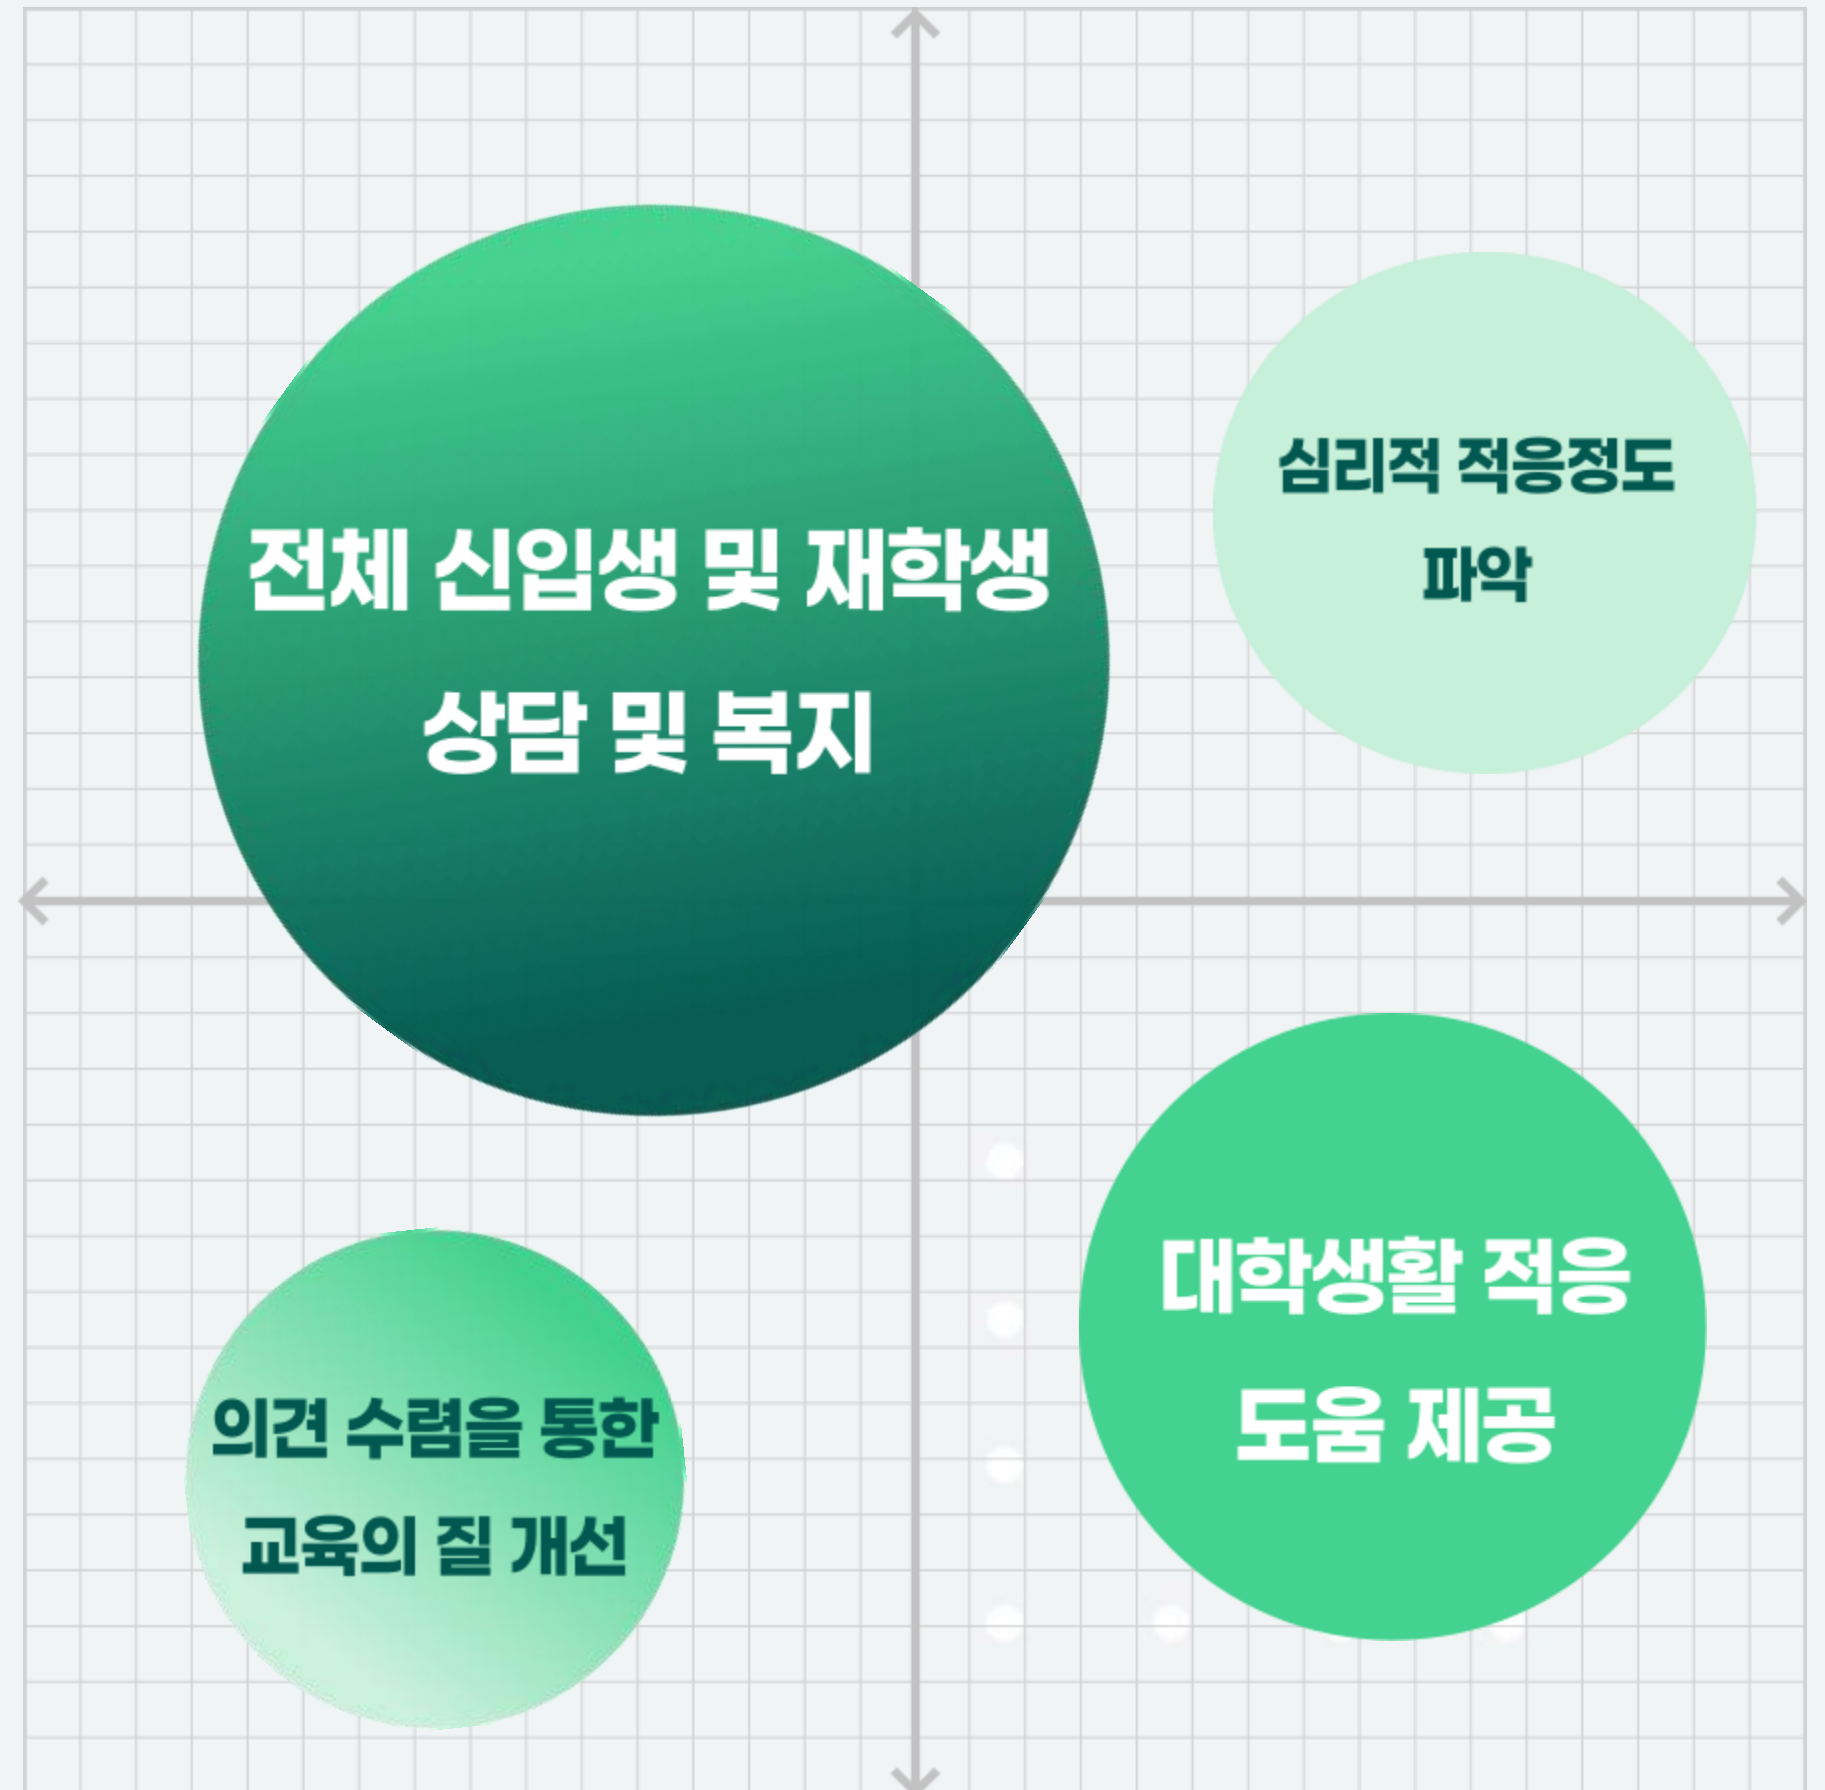 전체 신입생 및 재학생
상담 및 복지
심리적 적응정도
파악
의견 수렴을 통한
교육의 질 개선
대학생활 적응
도움 제공